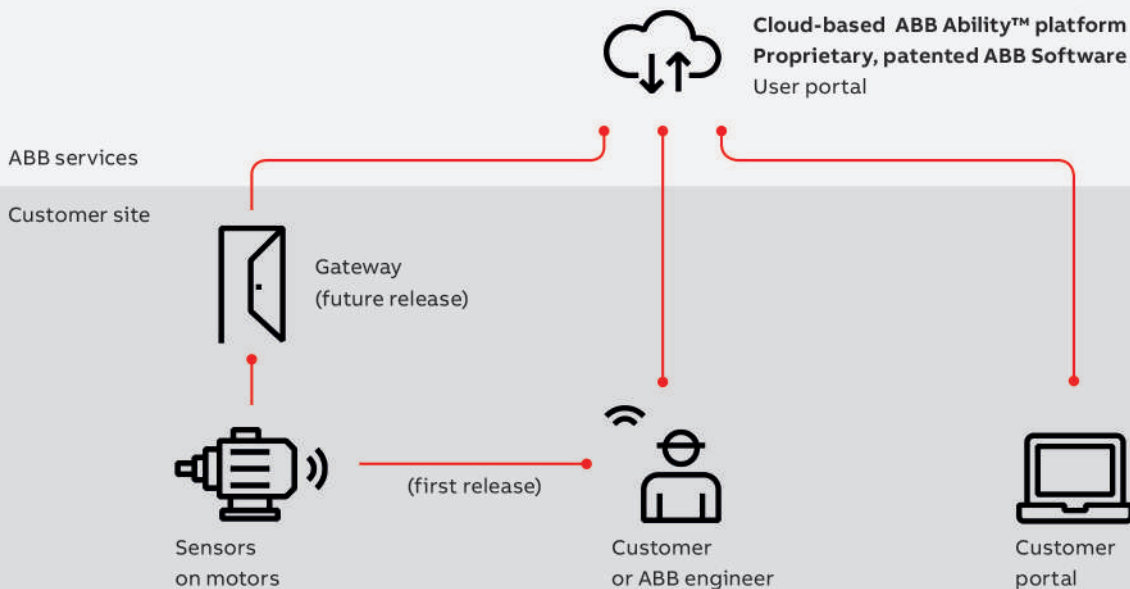 Cloud-based ABB Ability™ platform
Proprietary, patented ABB Software
User portal
ABB services
Customer site
Gateway
(future release)
(first release)
Sensors
on motors
Customer
or ABB engineer
Customer
portal